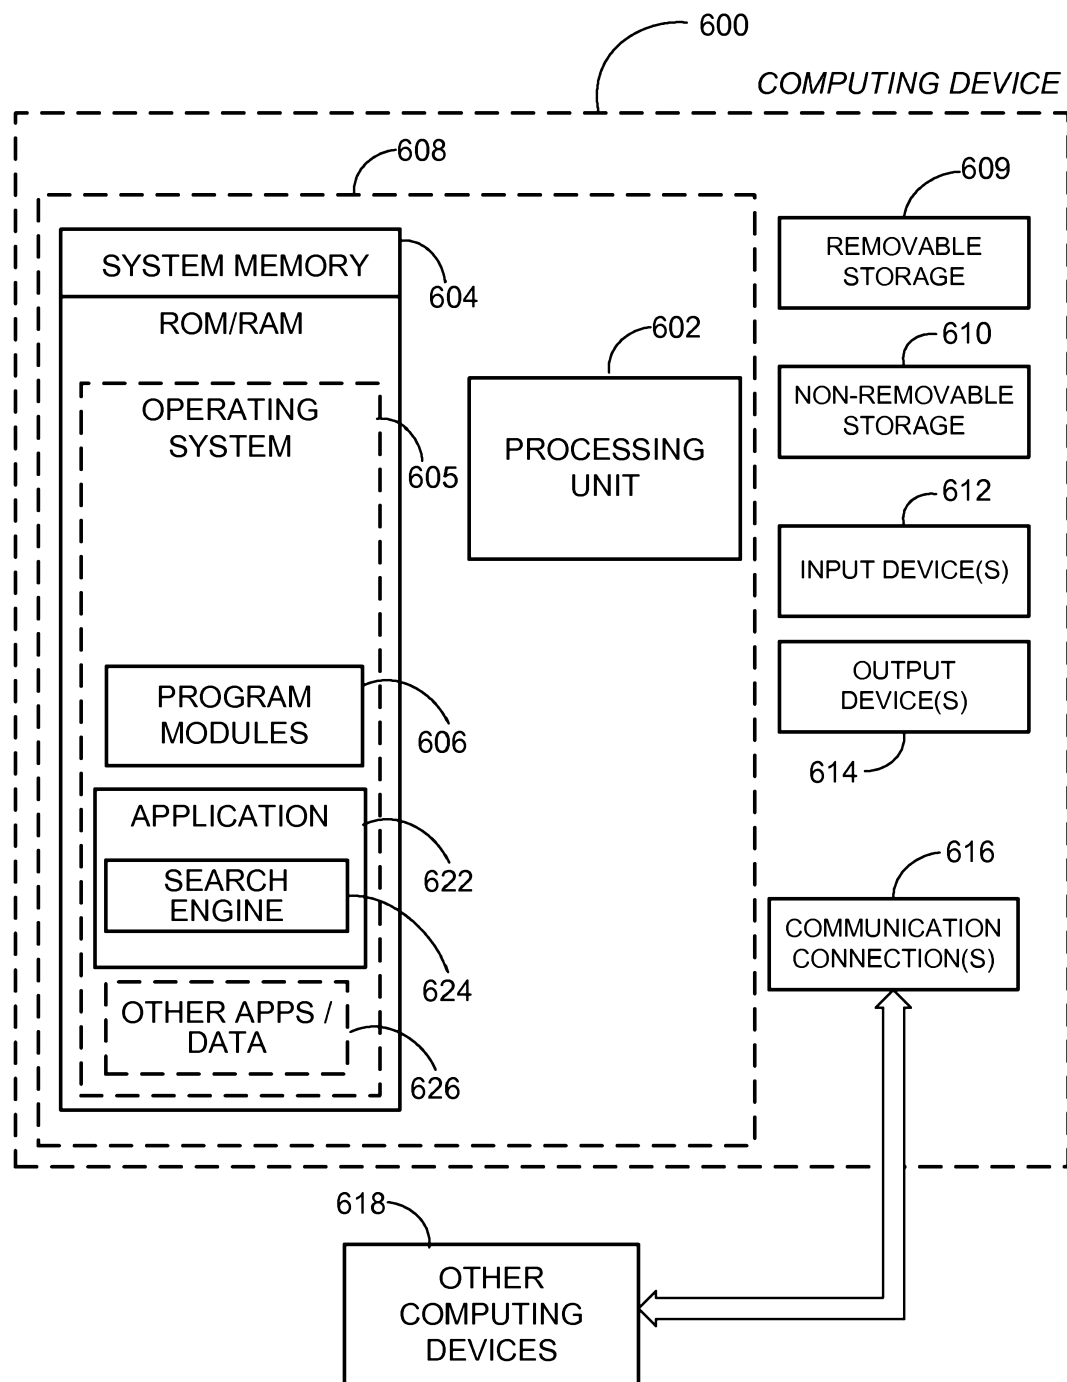 600
COMPUTING DEVICE
608
609
SYSTEM MEMORY
604
ROM/RAM
REMOVABLE
STORAGE
602
610
OPERATING
SYSTEM
605
PROCESSING
UNIT
NON-REMOVABLE
STORAGE
612
INPUT DEVICE(S)
PROGRAM
MODULES
606
OUTPUT
DEVICE(S)
614
APPLICATION
622
SEARCH
ENGINE
624
616
COMMUNICATION
CONNECTION(S)
OTHER APPS /
DATA
626
618
OTHER
COMPUTING
DEVICES